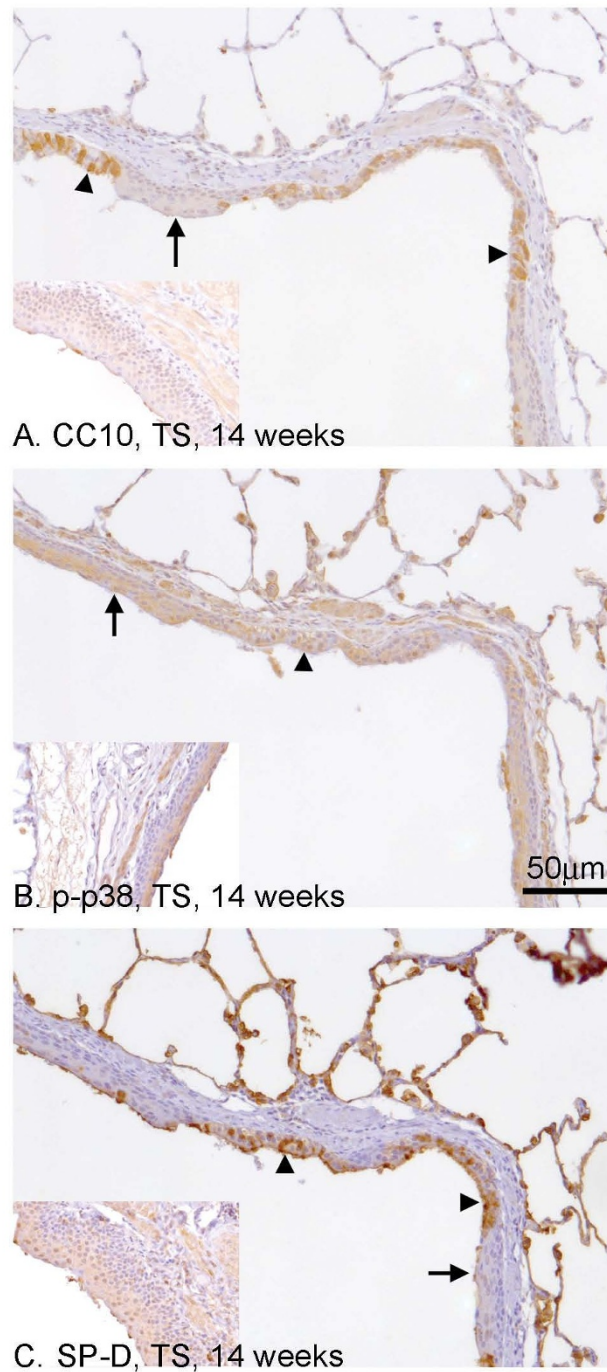 A. CC10, TS, 14 weeks
50μm
B. p-p38, TS, 14 weeks
C. SP-D, TS, 14 weeks